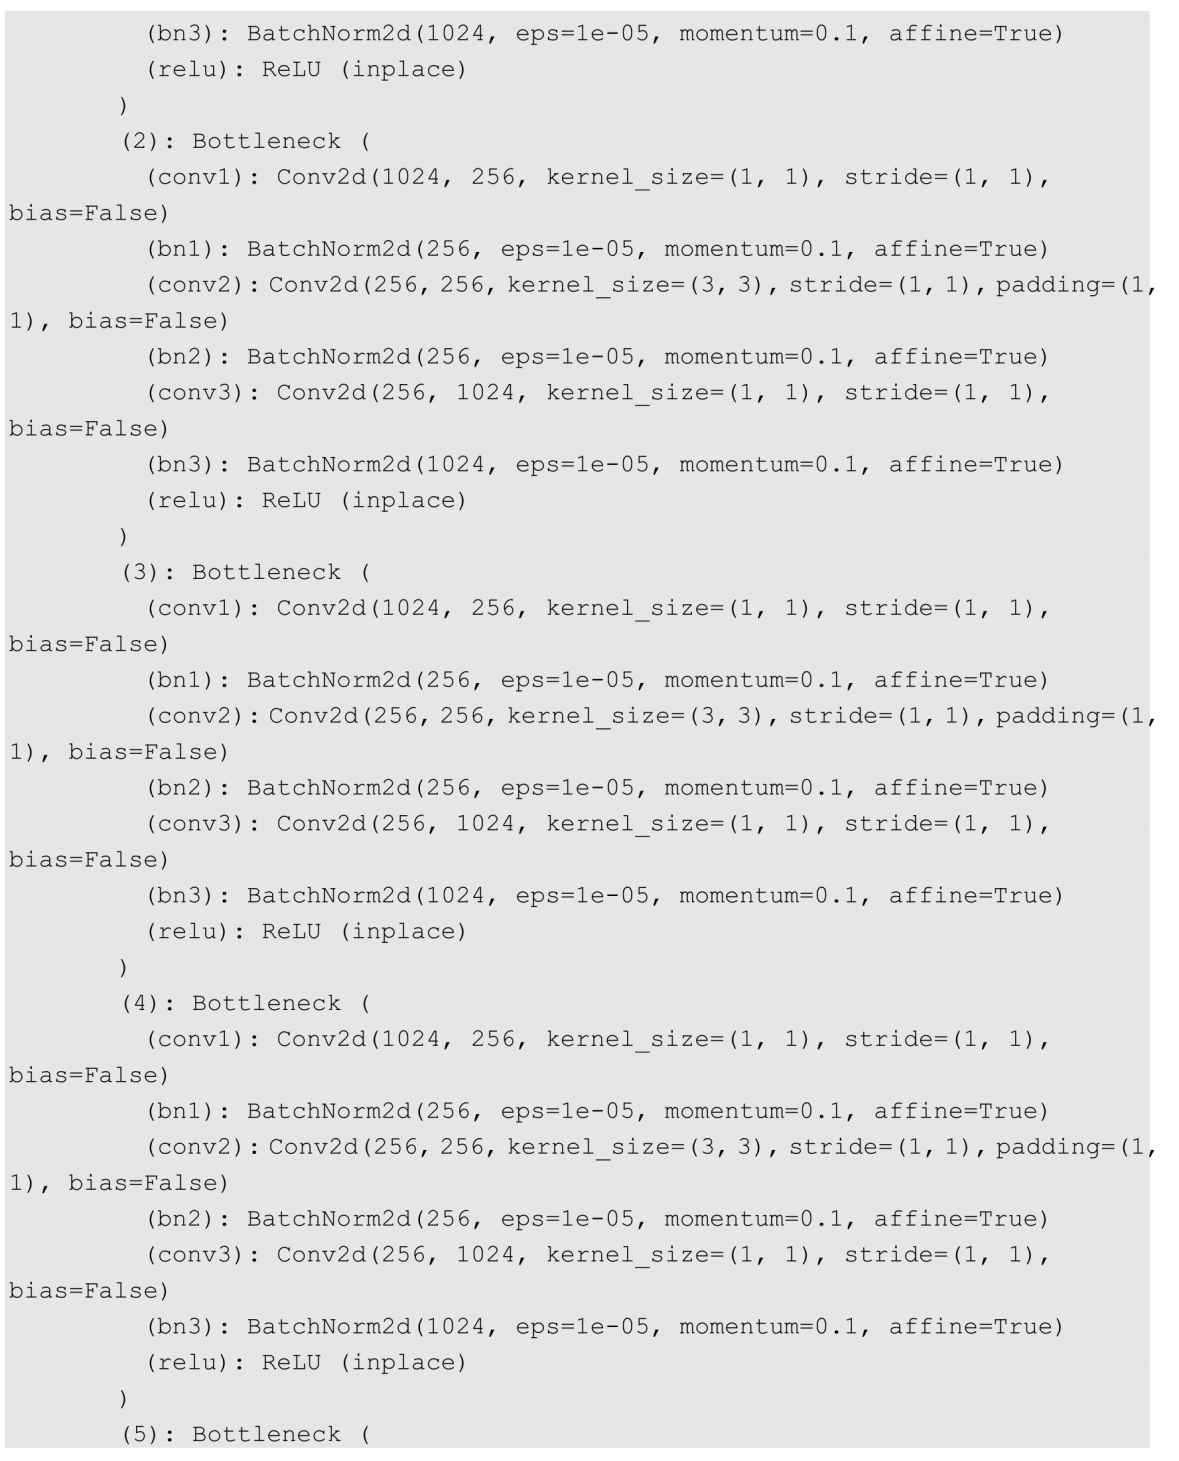 (bn3): BatchNorm2d(1024, eps=1e-05, momentum=0.1, affine=True)
(relu): ReLU (inplace)
)
(2): Bottleneck (
(conv1): Conv2d(1024, 256, kernel_size=(1, 1), stride=(1, 1),
bias=False)
(bn1): BatchNorm2d(256, eps=1e-05, momentum=0.1, affine=True)
(conv2): Conv2d(256, 256, kernel_size=(3, 3), stride=(1, 1), padding=(1,
1), bias=False)
(bn2): BatchNorm2d(256, eps=1e-05, momentum=0.1, affine=True)
(conv3): Conv2d(256, 1024, kernel_size=(1, 1), stride=(1, 1),
bias=False)
(bn3): BatchNorm2d(1024, eps=1e-05, momentum=0.1, affine=True)
(relu): ReLU (inplace)
)
(3): Bottleneck (
(conv1): Conv2d(1024, 256, kernel_size=(1, 1), stride=(1, 1),
bias=False)
(bn1): BatchNorm2d(256, eps=1e-05, momentum=0.1, affine=True)
(conv2): Conv2d(256, 256, kernel_size=(3, 3), stride=(1, 1), padding=(1,
1), bias=False)
(bn2): BatchNorm2d(256, eps=1e-05, momentum=0.1, affine=True)
(conv3): Conv2d(256, 1024, kernel_size=(1, 1), stride=(1, 1),
bias=False)
(bn3): BatchNorm2d(1024, eps=1e-05, momentum=0.1, affine=True)
(relu): ReLU (inplace)
)
(4): Bottleneck (
(conv1): Conv2d(1024, 256, kernel_size=(1, 1), stride=(1, 1),
bias=False)
(bn1): BatchNorm2d(256, eps=1e-05, momentum=0.1, affine=True)
(conv2): Conv2d(256, 256, kernel_size=(3, 3), stride=(1, 1), padding=(1,
1), bias=False)
(bn2): BatchNorm2d(256, eps=1e-05, momentum=0.1, affine=True)
(conv3): Conv2d(256, 1024, kernel_size=(1, 1), stride=(1, 1),
bias=False)
(bn3): BatchNorm2d(1024, eps=1e-05, momentum=0.1, affine=True)
(relu): ReLU (inplace)
)
(5): Bottleneck (